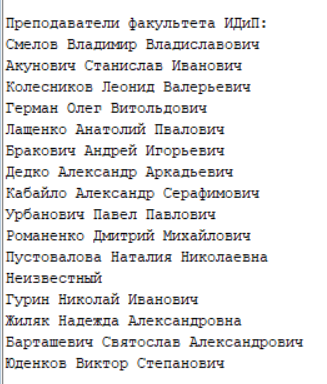 Преподаватели факультета ИДиП:
Смелов Владимир Владиславович
Акунович Станислав Иванович
Колесников Леонид Валерьевич
Герман Олег Витольдович
Лащенко Анатолий Пвалович
Бракович Андрей Игорьевич
Дедко Александр Аркадьевич
Кабайло Александр Серафимович
Урбанович Павел Павлович
Романенко Дмитрий Михайлович
Пустовалова Наталия Николаевна
Неизвестный
Гурин Николай Иванович
Жиляк Надежда Александровна
Барташевич Святослав Александрович
Юденков Виктор Степанович